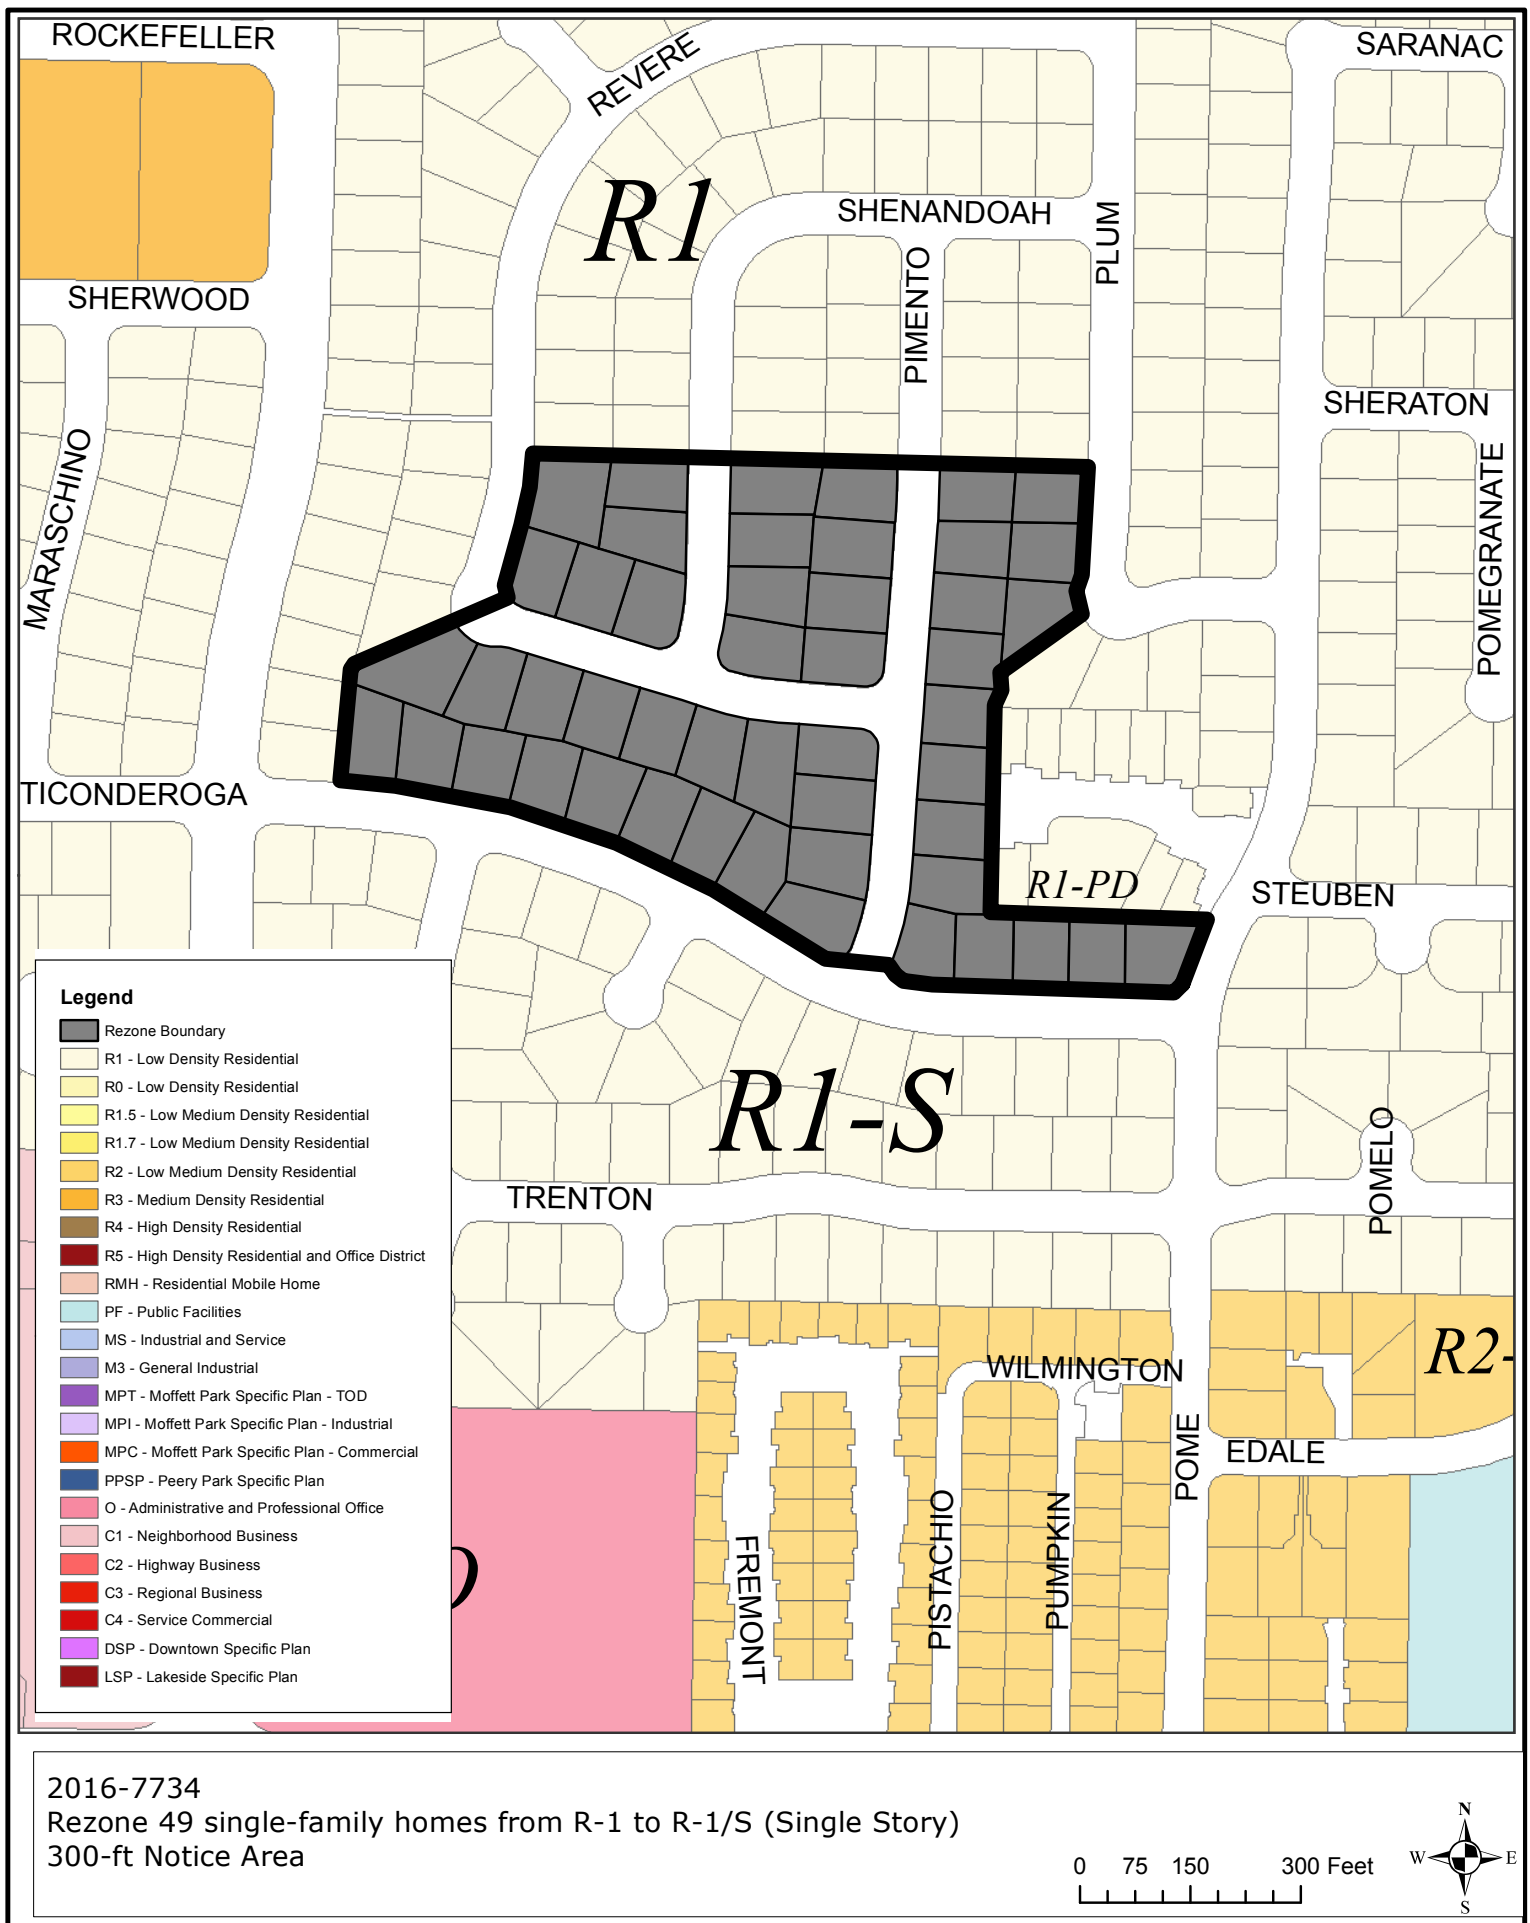 ROCKEFELLER
REVERE
SARANAC
R1
SHENANDOAH
PLUM
SHERWOOD
PIMENTO
SHERATON
MARASCHINO
POMEGRANATE
TICONDEROGA
R1-PD
STEUBEN
R1-S
POMELO
TRENTON
WILMINGTON
R2-
POME
EDALE
FREMONT
PISTACHIO
PUMPKIN
Legend
Rezone Boundary
R1 - Low Density Residential
R0 - Low Density Residential
R1.5 - Low Medium Density Residential
R1.7 - Low Medium Density Residential
R2 - Low Medium Density Residential
R3 - Medium Density Residential
R4 - High Density Residential
R5 - High Density Residential and Office District
RMH - Residential Mobile Home
PF - Public Facilities
MS - Industrial and Service
M3 - General Industrial
MPT - Moffett Park Specific Plan - TOD
MPI - Moffett Park Specific Plan - Industrial
MPC - Moffett Park Specific Plan - Commercial
PPSP - Peery Park Specific Plan
O - Administrative and Professional Office
C1 - Neighborhood Business
C2 - Highway Business
C3 - Regional Business
C4 - Service Commercial
DSP - Downtown Specific Plan
LSP - Lakeside Specific Plan
2016-7734
Rezone 49 single-family homes from R-1 to R-1/S (Single Story)
300-ft Notice Area
0 75 150 300 Feet
N
W E
S